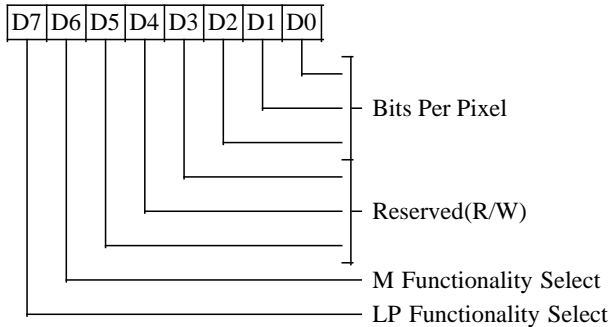 D7 D6 D5 D4 D3 D2 D1 D0
Bits Per Pixel
Reserved(R/W)
M Functionality Select
LP Functionality Select